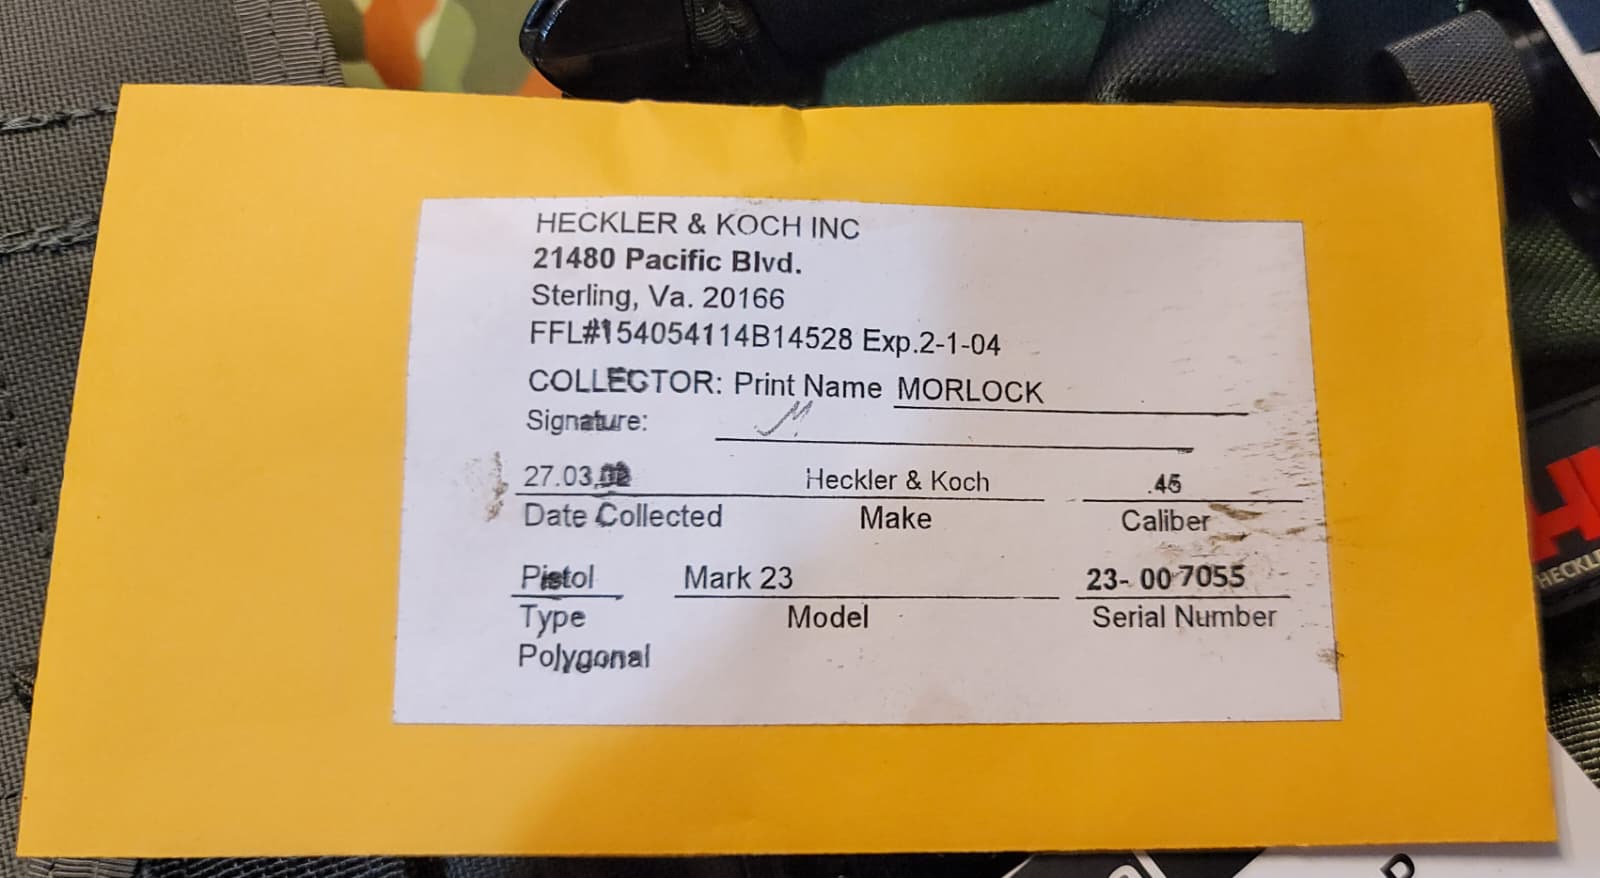 HECKLER & KOCH INC
21480 Pacific Blvd.
Sterling, Va. 20166
FFL#154054114B14528 Exp.2-1-04
COLLECTOR: Print Name MORLOCK
Signature:
27.03. Heckler & Koch .45
Date Collected Make Caliber
Pistol Mark 23 23- 00 7055
Type Model Serial Number
Polygonal
H
HECKL